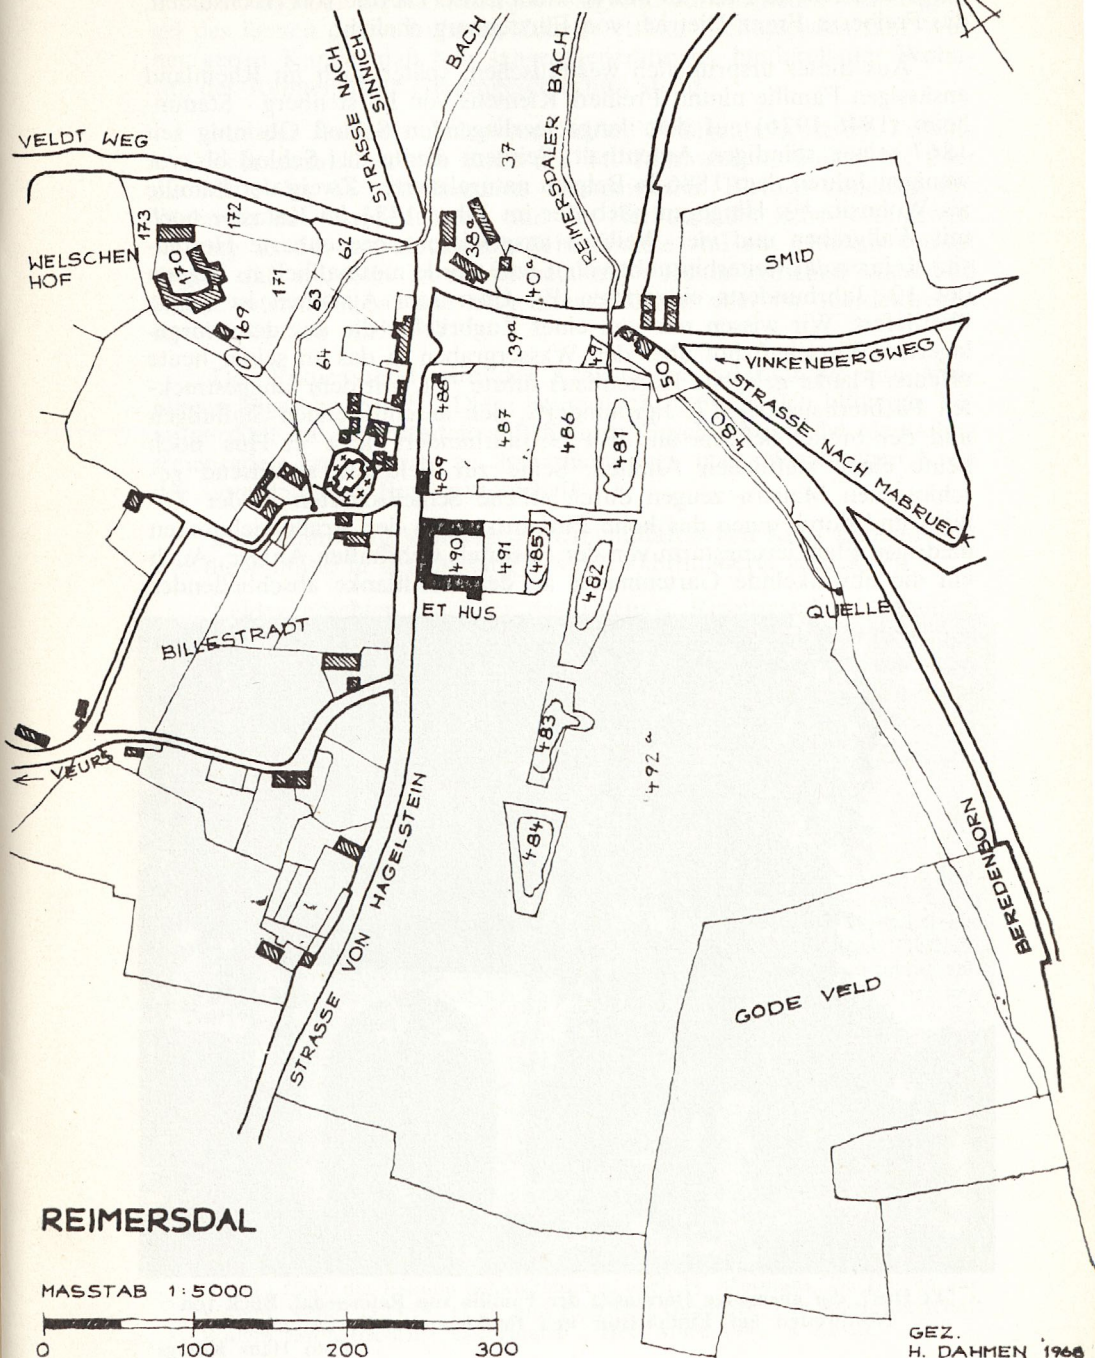 STRASSE NACH
SINNICH
BACH
REIMERSDALER BACH
VELDT WEG
37
173
172
62
38a
40a
WELSCHEN
HOF
170
171
63
SMID
169
39a
64
49
50
← VINKENBERGWEG
STRASSE NACH MABRUECK
488
487
486
481
480
489
490
491
485
482
ET HUS
QUELLE
BILLESTRADT
483
492a
← VEURS
484
STRASSE VON HAGELSTEIN
BEREDENBORN
GODE VELD
REIMERSDAL
MASSTAB 1:5000
0 100 200 300
GEZ.
H. DAHMEN 1968